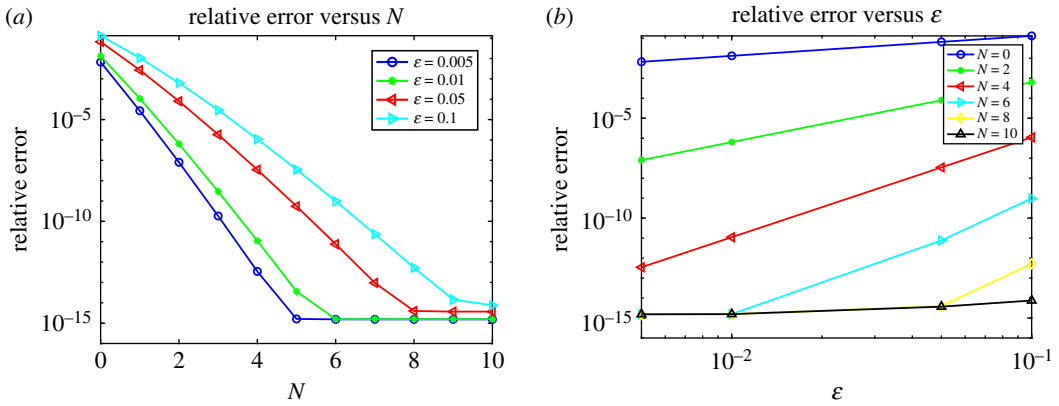 (a)
relative error versus N
relative error
10⁻⁵
10⁻¹⁰
10⁻¹⁵
ε = 0.005
ε = 0.01
ε = 0.05
ε = 0.1
0 2 4 6 8 10
N
(b)
relative error versus ε
relative error
10⁻⁵
10⁻¹⁰
10⁻¹⁵
N = 0
N = 2
N = 4
N = 6
N = 8
N = 10
10⁻² 10⁻¹
ε